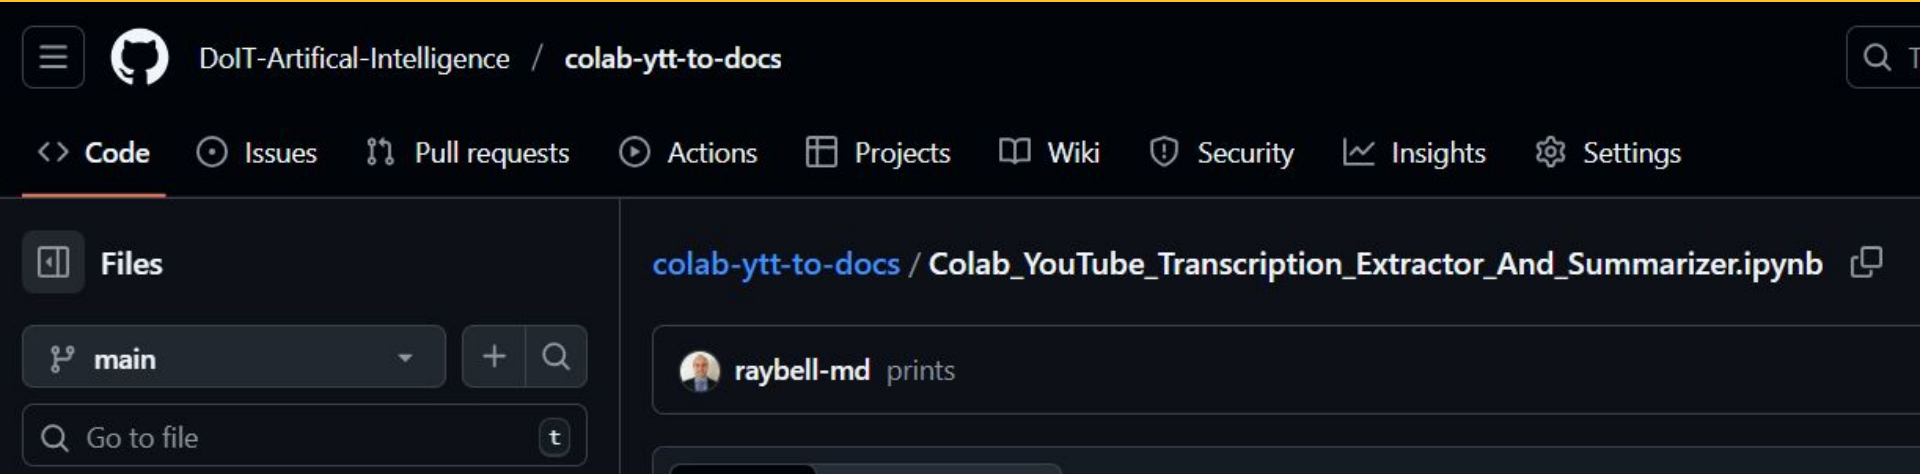 DoIT-Artifical-Intelligence / colab-ytt-to-docs
Code Issues Pull requests Actions Projects Wiki Security Insights Settings
Files
colab-ytt-to-docs / Colab_YouTube_Transcription_Extractor_And_Summarizer.ipynb
main
raybell-md prints
Go to file t